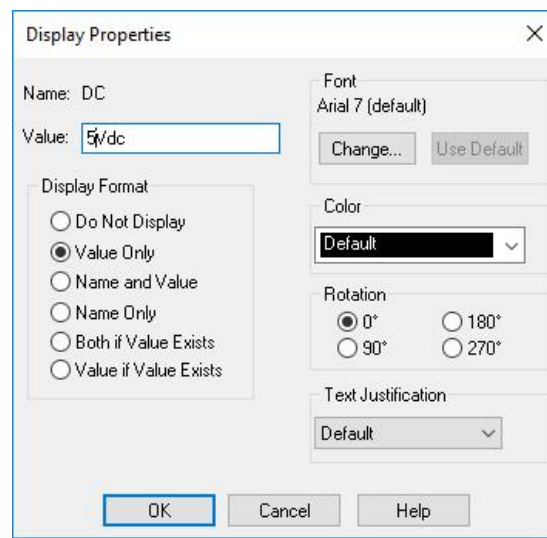 Display Properties
Name: DC
Value: 5Vdc
Display Format
Do Not Display
Value Only
Name and Value
Name Only
Both if Value Exists
Value if Value Exists
Font
Arial 7 (default)
Change... Use Default
Color
Default
Rotation
0° 180°
90° 270°
Text Justification
Default
OK Cancel Help